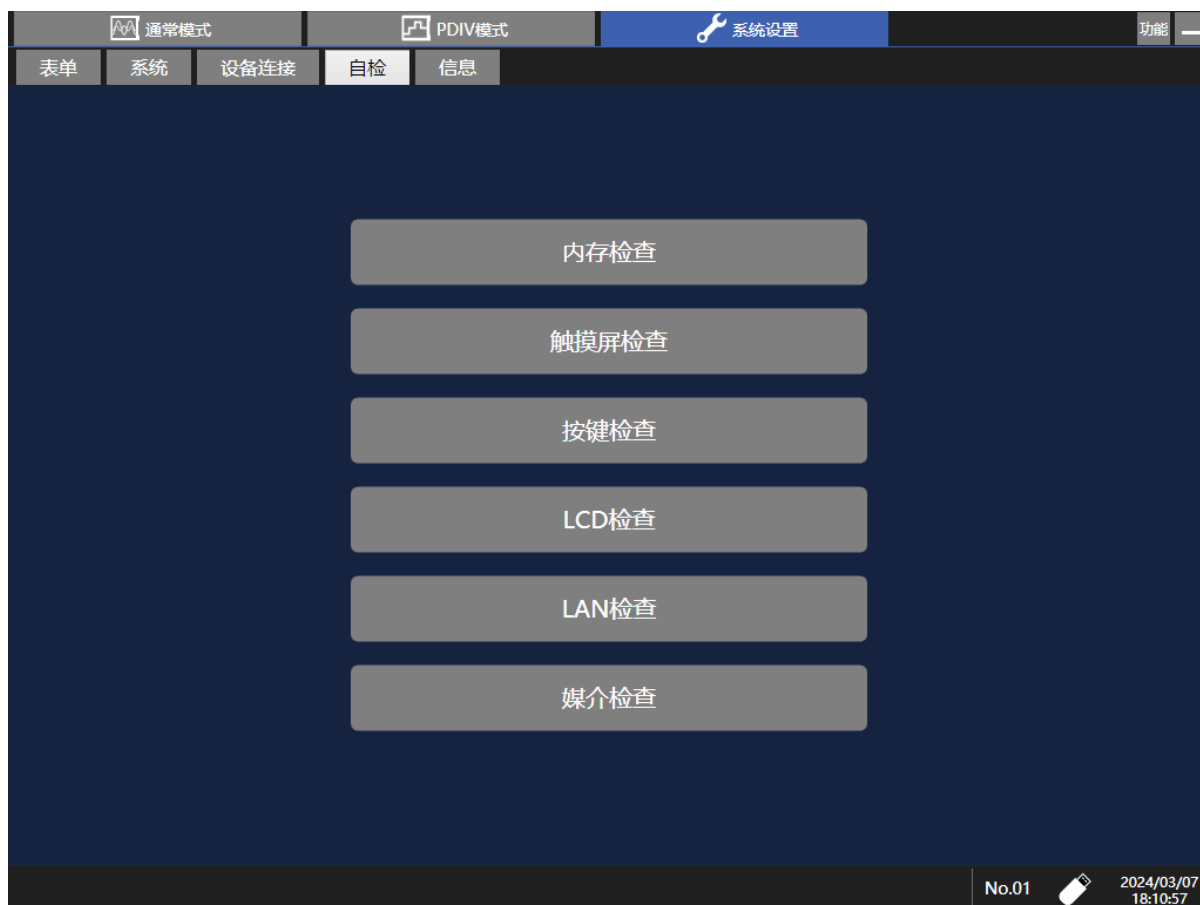 通常模式
PDIV模式
系统设置
功能
表单
系统
设备连接
自检
信息
内存检查
触摸屏检查
按键检查
LCD检查
LAN检查
媒介检查
No.01
2024/03/07
18:10:57